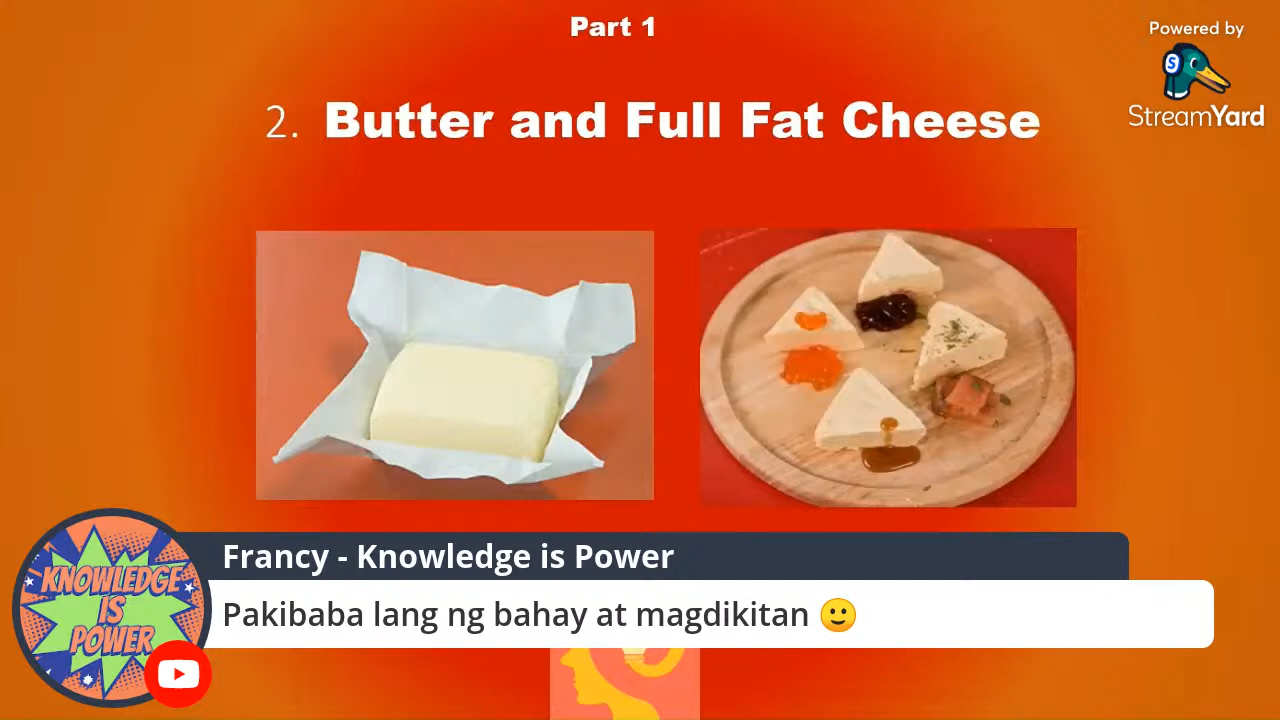 Part 1
Powered by
S
StreamYard
2. Butter and Full Fat Cheese
KNOWLEDGE
IS
POWER
Francy - Knowledge is Power
Pakibaba lang ng bahay at magdikitan 🙂